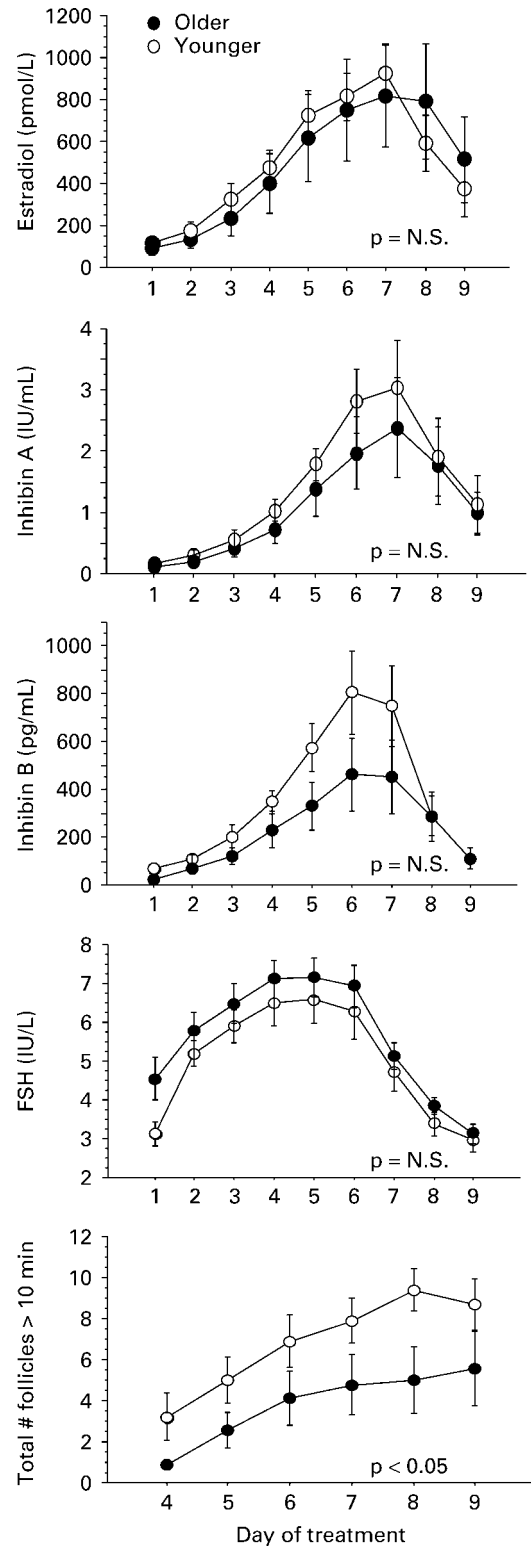 Older
Younger
Estradiol (pmol/L)
1200
1000
800
600
400
200
0
p = N.S.
1 2 3 4 5 6 7 8 9
Inhibin A (IU/mL)
4
3
2
1
0
p = N.S.
1 2 3 4 5 6 7 8 9
Inhibin B (pg/mL)
1000
800
600
400
200
0
p = N.S.
1 2 3 4 5 6 7 8 9
FSH (IU/L)
8
7
6
5
4
3
2
p = N.S.
1 2 3 4 5 6 7 8 9
Total # follicles > 10 min
12
10
8
6
4
2
0
p < 0.05
4 5 6 7 8 9
Day of treatment